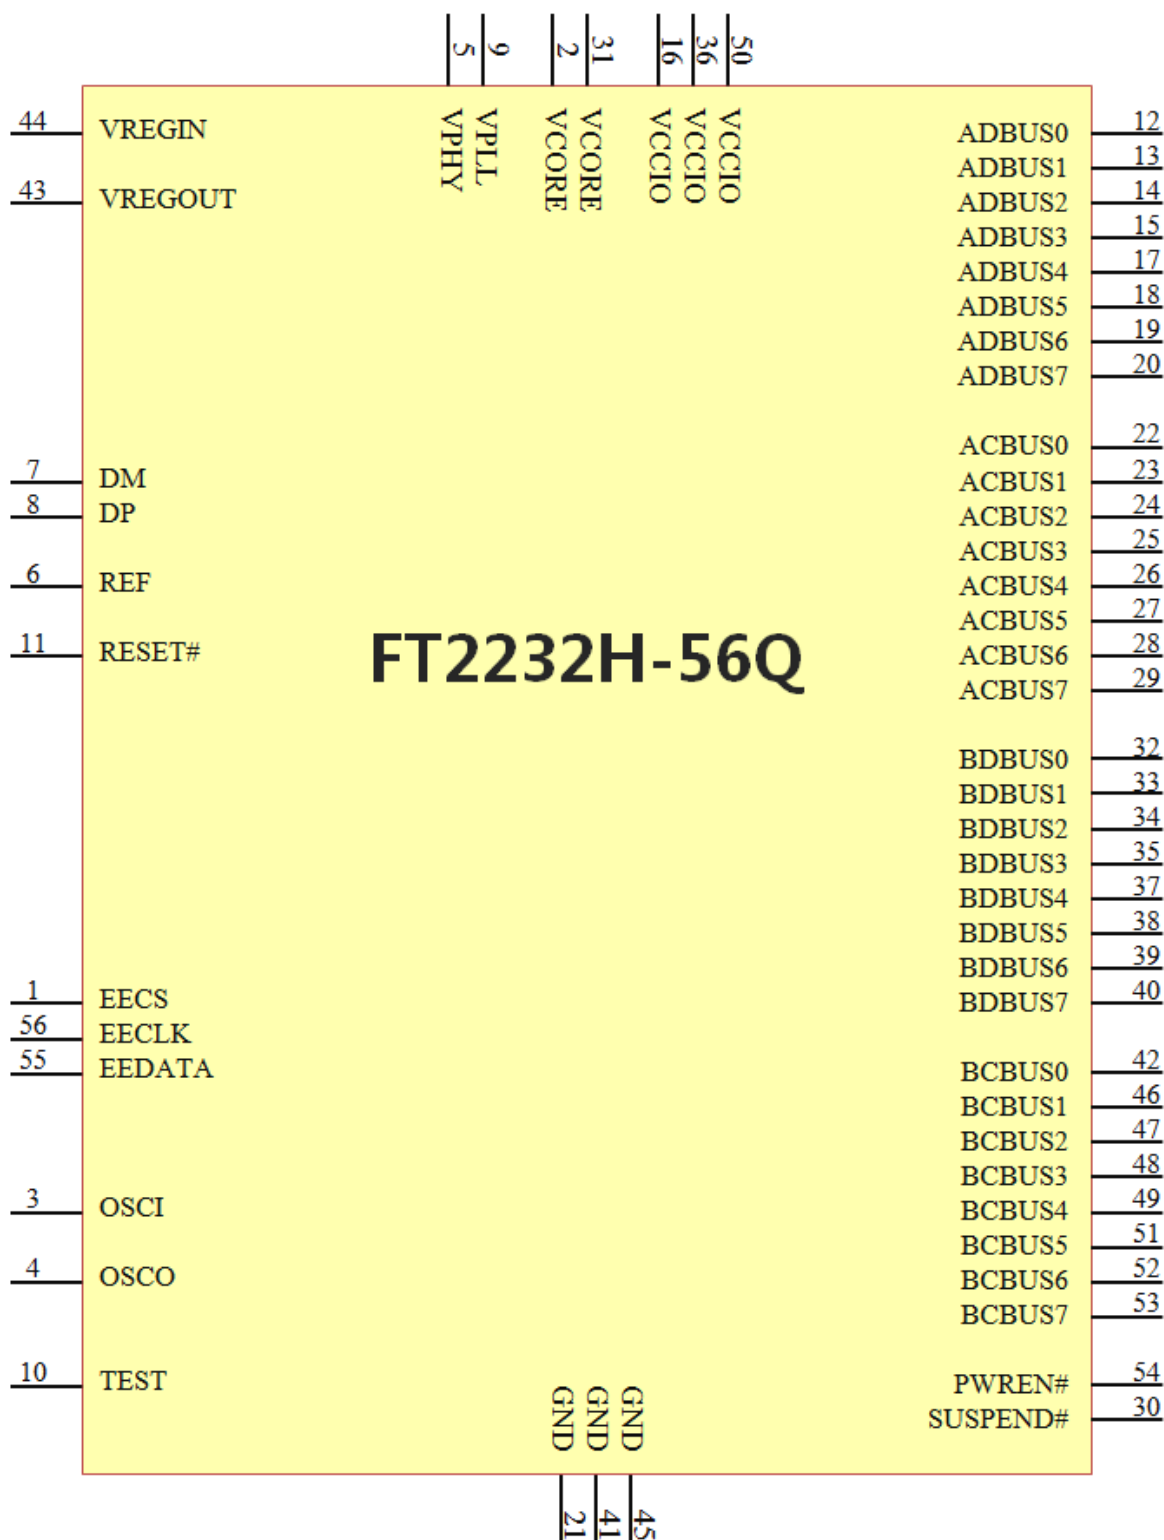 5 9 2 31 16 36 50
VPHY VPLL VCORE VCORE VCCIO VCCIO VCCIO
44 VREGIN
43 VREGOUT
7 DM
8 DP
6 REF
11 RESET#
1 EECS
56 EECLK
55 EEDATA
3 OSCI
4 OSCO
10 TEST
FT2232H-56Q
ADBUS0 12
ADBUS1 13
ADBUS2 14
ADBUS3 15
ADBUS4 17
ADBUS5 18
ADBUS6 19
ADBUS7 20
ACBUS0 22
ACBUS1 23
ACBUS2 24
ACBUS3 25
ACBUS4 26
ACBUS5 27
ACBUS6 28
ACBUS7 29
BDBUS0 32
BDBUS1 33
BDBUS2 34
BDBUS3 35
BDBUS4 37
BDBUS5 38
BDBUS6 39
BDBUS7 40
BCBUS0 42
BCBUS1 46
BCBUS2 47
BCBUS3 48
BCBUS4 49
BCBUS5 51
BCBUS6 52
BCBUS7 53
PWREN# 54
SUSPEND# 30
GND GND GND
21 41 45